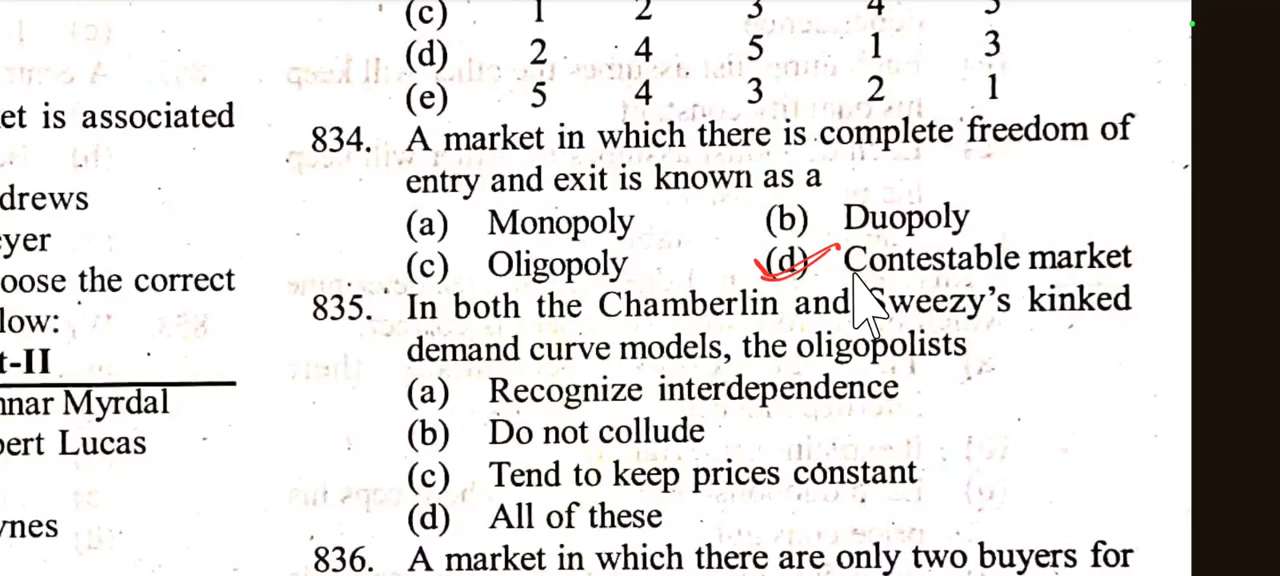 (c) 1 2 3 4 5
(d) 2 4 5 1 3
(e) 5 4 3 2 1
et is associated
drews
eyer
oose the correct
low:
t-II
nnar Myrdal
bert Lucas
ynes
834. A market in which there is complete freedom of
entry and exit is known as a
(a) Monopoly (b) Duopoly
(c) Oligopoly (d) Contestable market
835. In both the Chamberlin and Sweezy's kinked
demand curve models, the oligopolists
(a) Recognize interdependence
(b) Do not collude
(c) Tend to keep prices constant
(d) All of these
836. A market in which there are only two buyers for